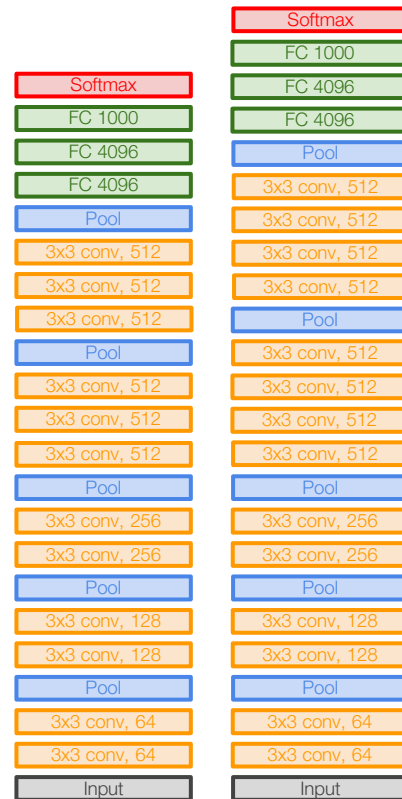 Softmax
FC 1000
FC 4096
FC 4096
Pool
3x3 conv, 512
3x3 conv, 512
3x3 conv, 512
Pool
3x3 conv, 512
3x3 conv, 512
3x3 conv, 512
Pool
3x3 conv, 256
3x3 conv, 256
Pool
3x3 conv, 128
3x3 conv, 128
Pool
3x3 conv, 64
3x3 conv, 64
Input
Softmax
FC 1000
FC 4096
FC 4096
Pool
3x3 conv, 512
3x3 conv, 512
3x3 conv, 512
3x3 conv, 512
Pool
3x3 conv, 512
3x3 conv, 512
3x3 conv, 512
3x3 conv, 512
Pool
3x3 conv, 256
3x3 conv, 256
Pool
3x3 conv, 128
3x3 conv, 128
Pool
3x3 conv, 64
3x3 conv, 64
Input